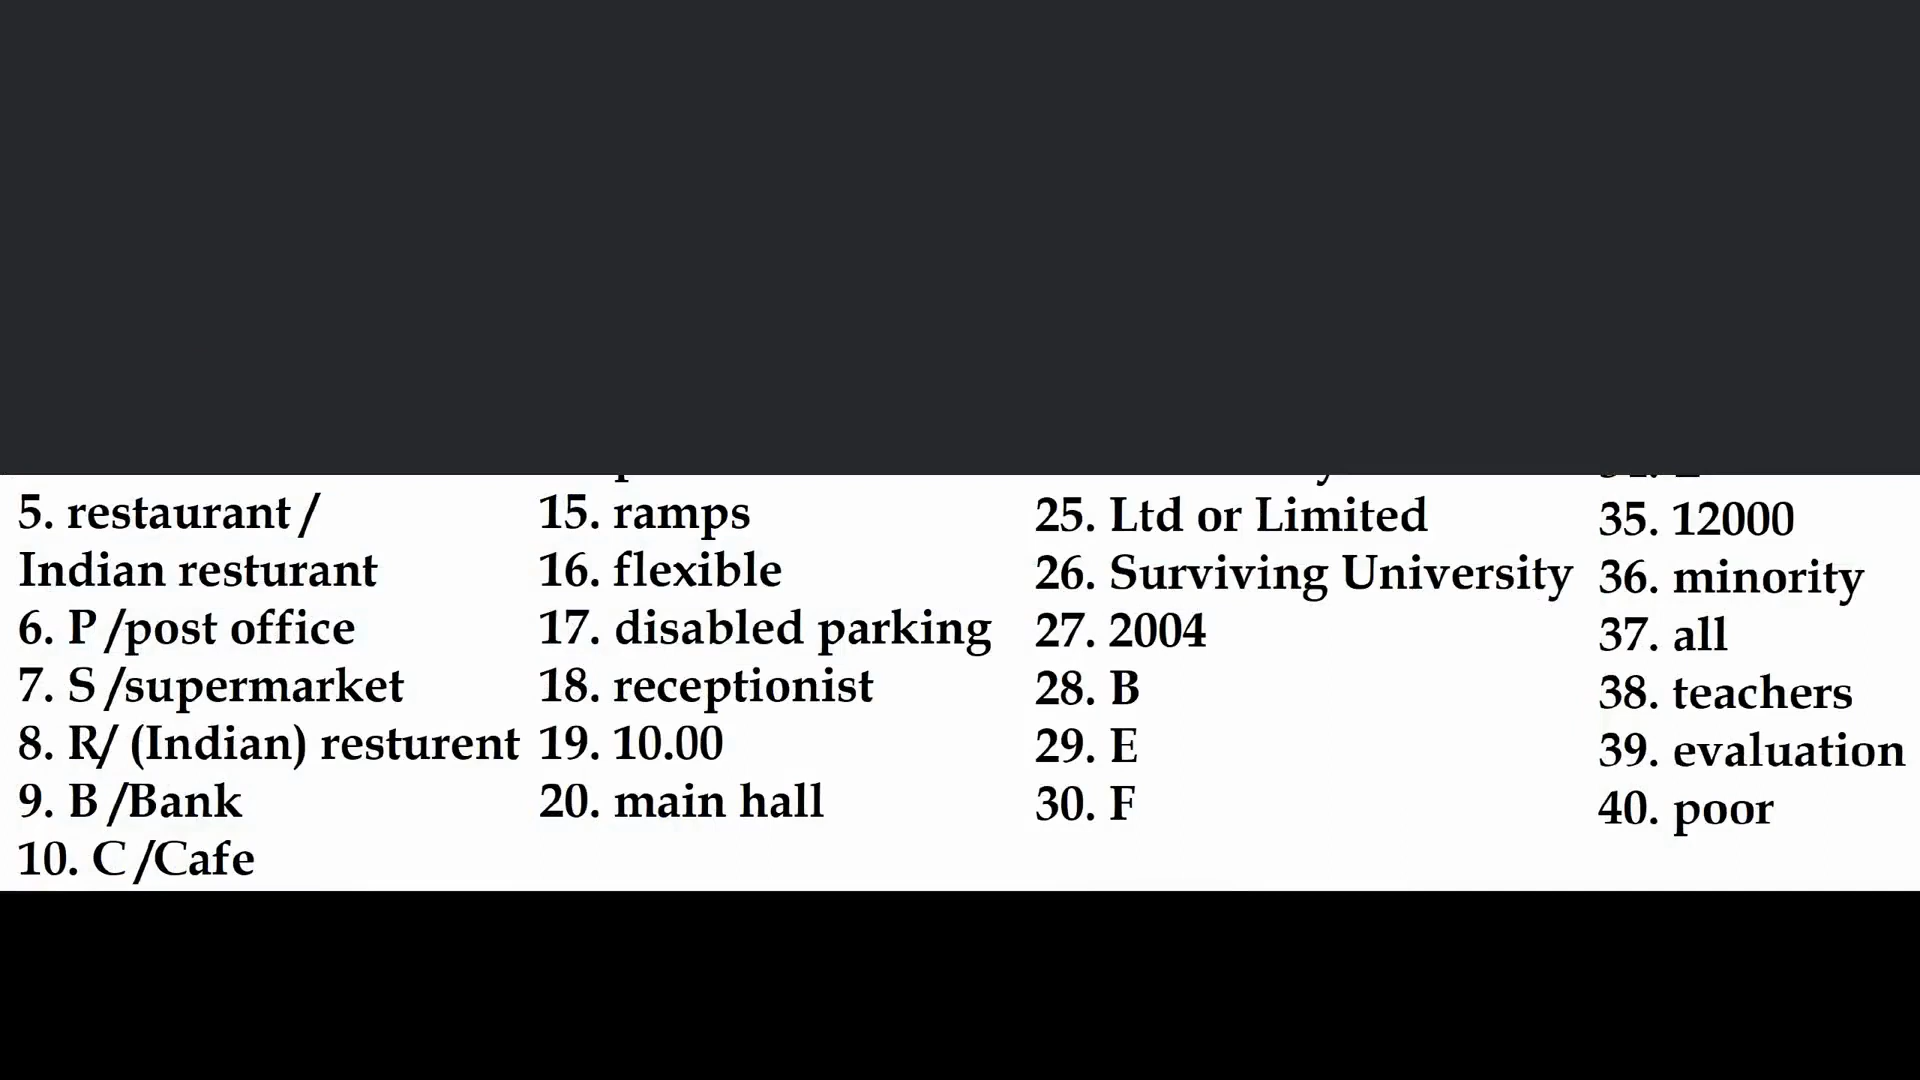 5. restaurant /
Indian resturant
6. P /post office
7. S /supermarket
8. R/ (Indian) resturent
9. B /Bank
10. C /Cafe
15. ramps
16. flexible
17. disabled parking
18. receptionist
19. 10.00
20. main hall
25. Ltd or Limited
26. Surviving University
27. 2004
28. B
29. E
30. F
35. 12000
36. minority
37. all
38. teachers
39. evaluation
40. poor